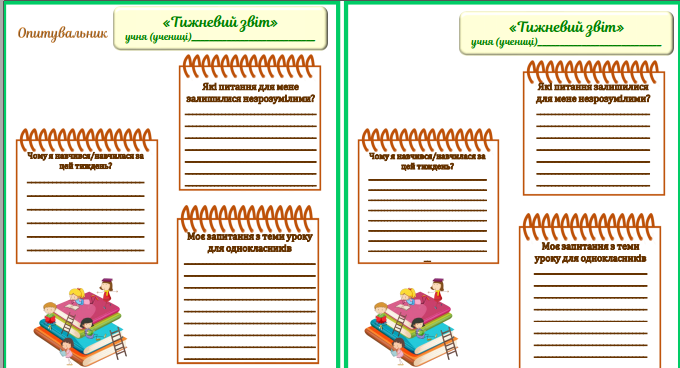 Опитувальник
«Тижневий звіт»
учня (учениці)____________________
Які питання для мене
залишилися незрозумілими?
Чому я навчився/навчилася за
цей тиждень?
Моє запитання з теми уроку
для однокласників
«Тижневий звіт»
учня (учениці)____________________
Які питання залишилися
для мене незрозумілими?
Чому я навчився/навчилася за
цей тиждень?
Моє запитання з теми
уроку для однокласників